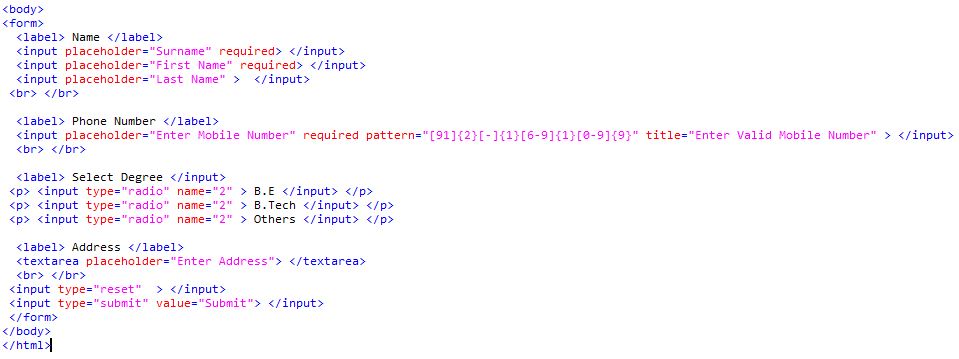 <body>
<form>
<label> Name </label>
<input placeholder="Surname" required> </input>
<input placeholder="First Name" required> </input>
<input placeholder="Last Name" >  </input>
<br> </br>
<label> Phone Number </label>
<input placeholder="Enter Mobile Number" required pattern="[91]{2}[-]{1}[6-9]{1}[0-9]{9}" title="Enter Valid Mobile Number" > </input>
<br> </br>
<label> Select Degree </input>
<p> <input type="radio" name="2" > B.E </input> </p>
<p> <input type="radio" name="2" > B.Tech </input> </p>
<p> <input type="radio" name="2" > Others </input> </p>
<label> Address </label>
<textarea placeholder="Enter Address"> </textarea>
<br> </br>
<input type="reset"  > </input>
<input type="submit" value="Submit"> </input>
</form>
</body>
</html>